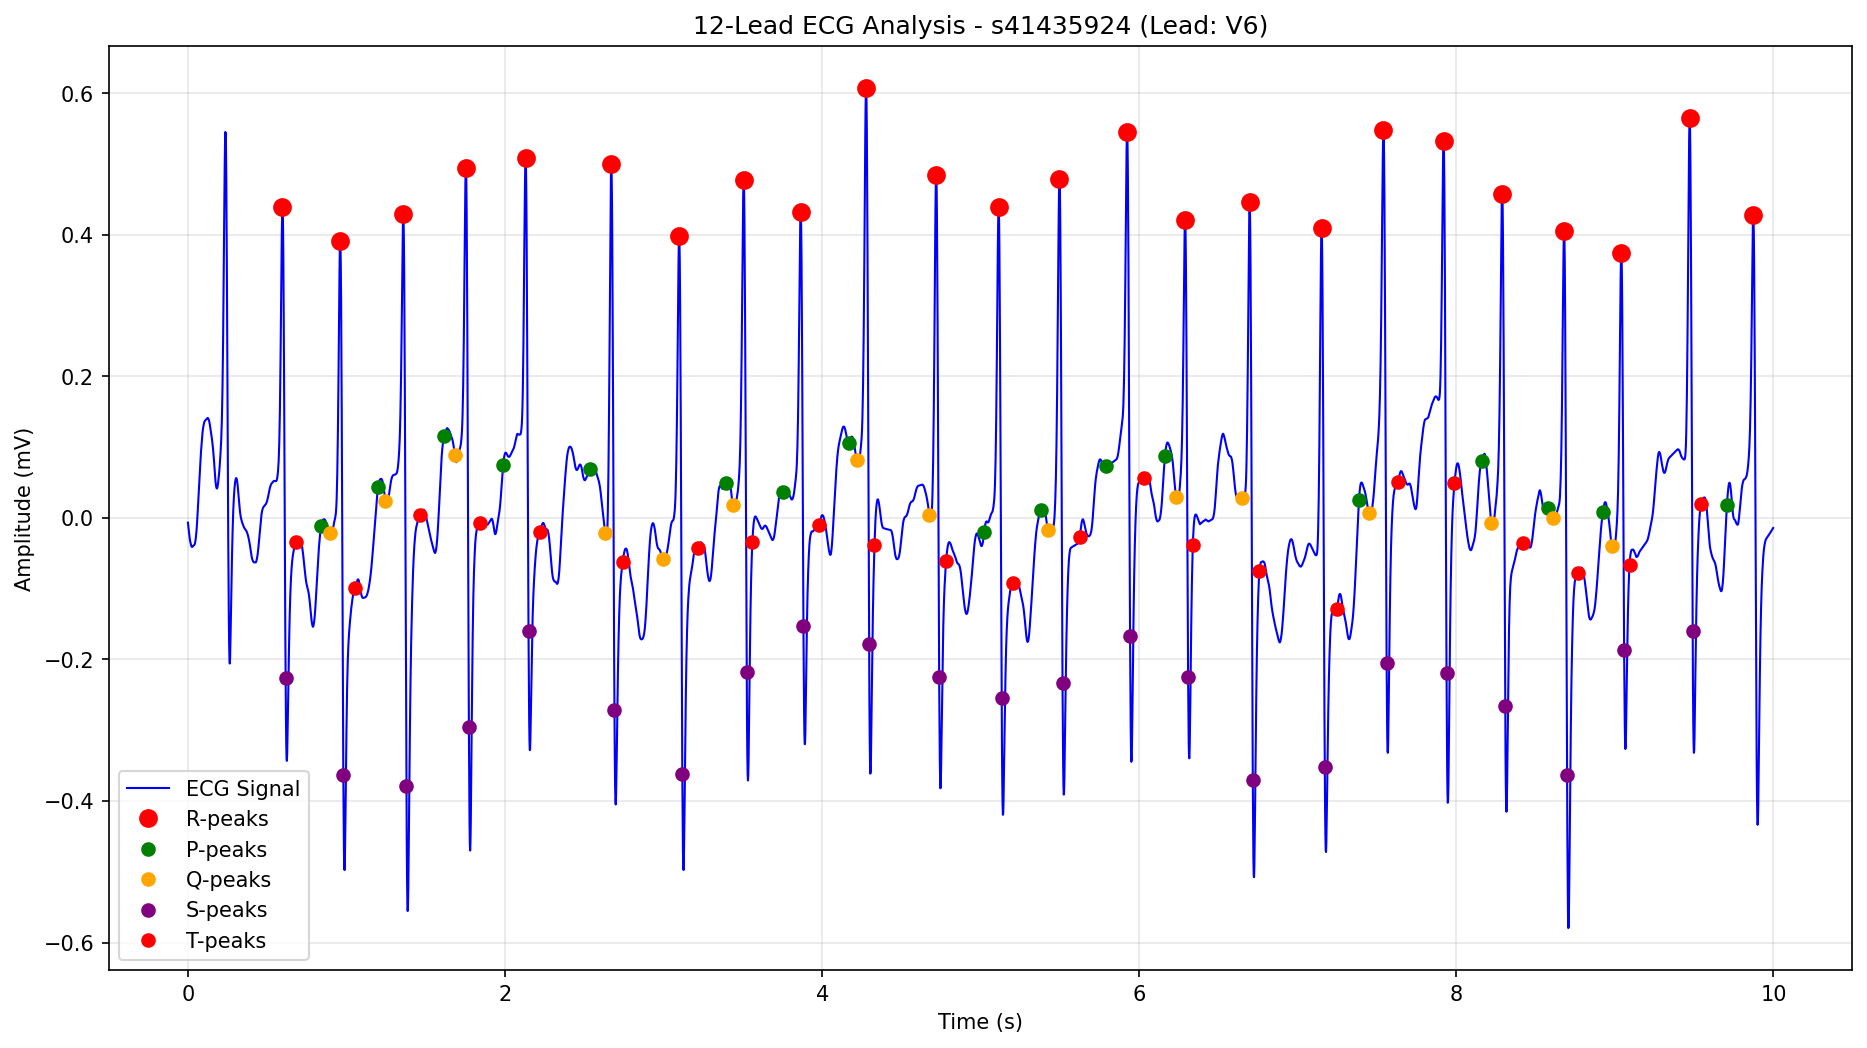 12-Lead ECG Analysis - s41435924 (Lead: V6)
Amplitude (mV)
0.6
0.4
0.2
0.0
−0.2
−0.4
−0.6
ECG Signal
R-peaks
P-peaks
Q-peaks
S-peaks
T-peaks
0 2 4 6 8 10
Time (s)